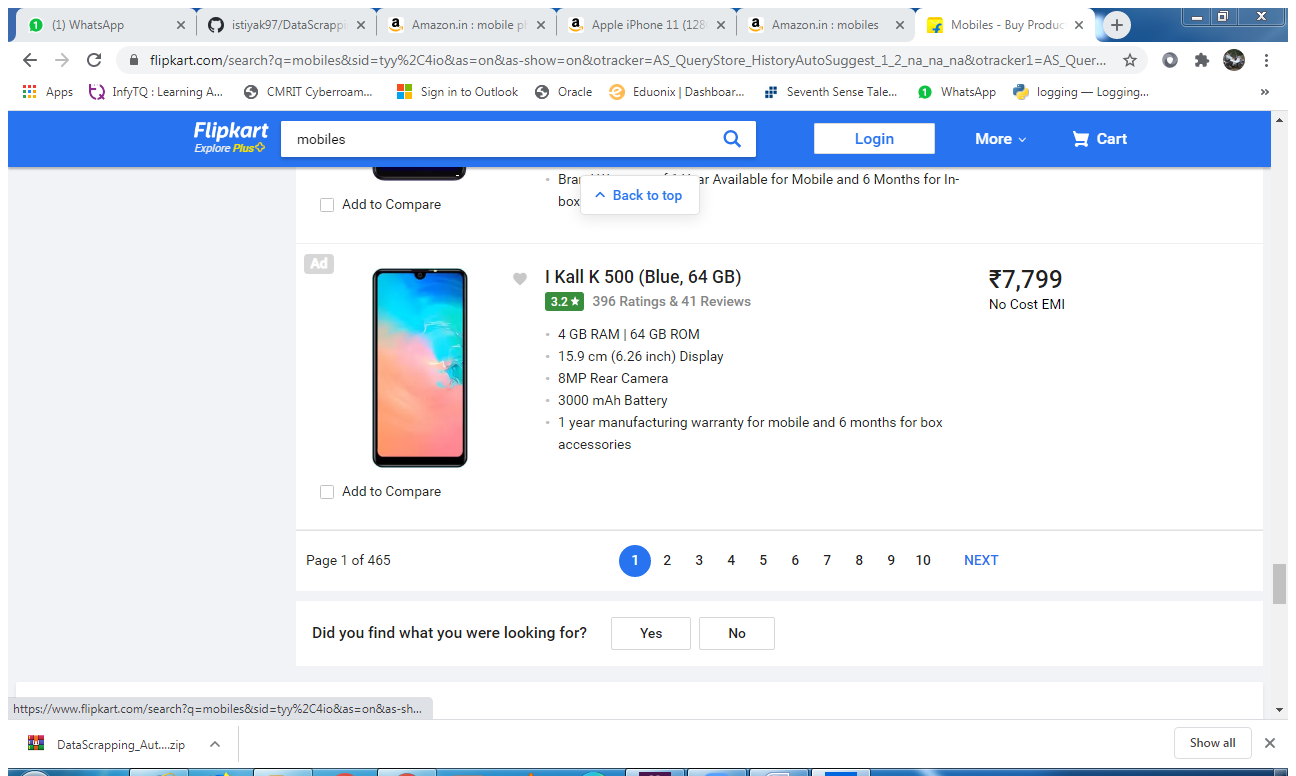 (1) WhatsApp
istiyak97/DataScrappi
Amazon.in : mobile ph
Apple iPhone 11 (128
Amazon.in : mobiles
Mobiles - Buy Produc
flipkart.com/search?q=mobiles&sid=tyy%2C4io&as=on&as-show=on&otracker=AS_QueryStore_HistoryAutoSuggest_1_2_na_na_na&otracker1=AS_Quer...
Apps
InfyTQ : Learning A...
CMRIT Cyberroam...
Sign in to Outlook
Oracle
Eduonix | Dashboar...
Seventh Sense Tale...
WhatsApp
logging — Logging...
Flipkart
Explore Plus
mobiles
Login
More
Cart
Year Available for Mobile and 6 Months for In-
box
Back to top
Add to Compare
Ad
I Kall K 500 (Blue, 64 GB)
3.2 ★ 396 Ratings & 41 Reviews
₹7,799
No Cost EMI
4 GB RAM | 64 GB ROM
15.9 cm (6.26 inch) Display
8MP Rear Camera
3000 mAh Battery
1 year manufacturing warranty for mobile and 6 months for box
accessories
Add to Compare
Page 1 of 465
1 2 3 4 5 6 7 8 9 10 NEXT
Did you find what you were looking for?
Yes
No
https://www.flipkart.com/search?q=mobiles&sid=tyy%2C4io&as=on&as-sh...
DataScrapping_Aut....zip
Show all